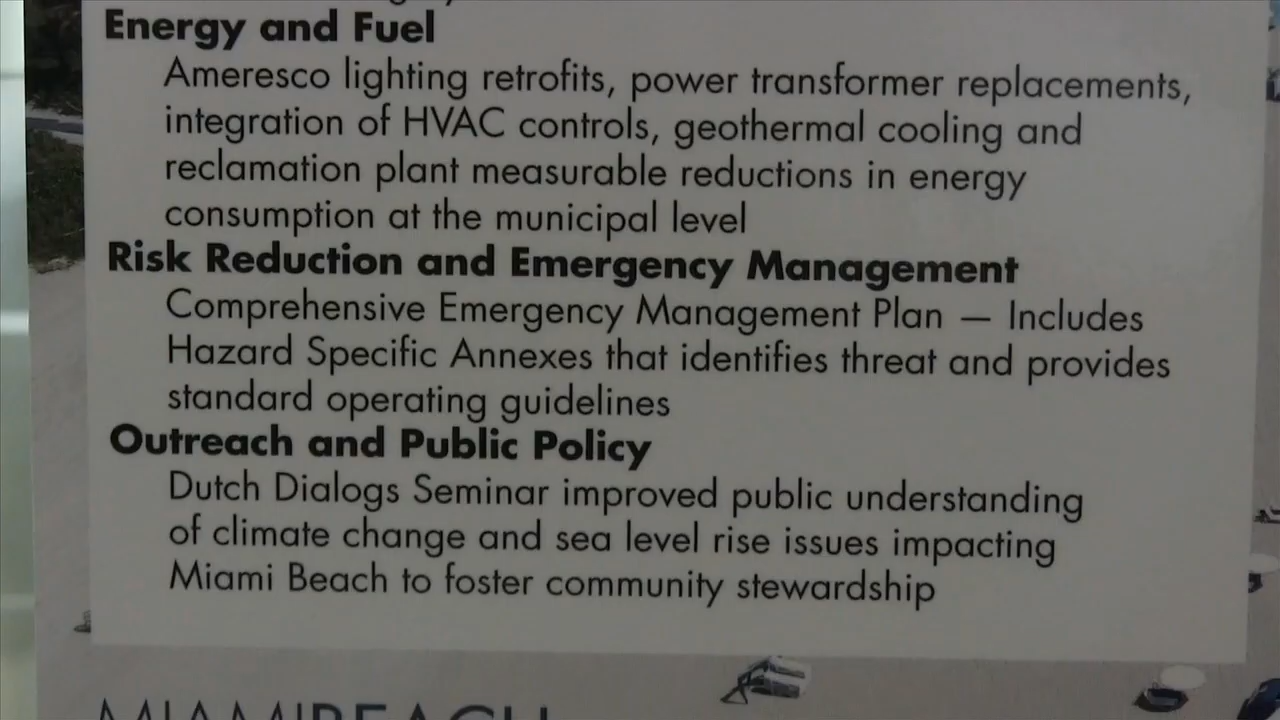 Energy and Fuel
Ameresco lighting retrofits, power transformer replacements,
integration of HVAC controls, geothermal cooling and
reclamation plant measurable reductions in energy
consumption at the municipal level
Risk Reduction and Emergency Management
Comprehensive Emergency Management Plan — Includes
Hazard Specific Annexes that identifies threat and provides
standard operating guidelines
Outreach and Public Policy
Dutch Dialogs Seminar improved public understanding
of climate change and sea level rise issues impacting
Miami Beach to foster community stewardship
MIAMIBEACH